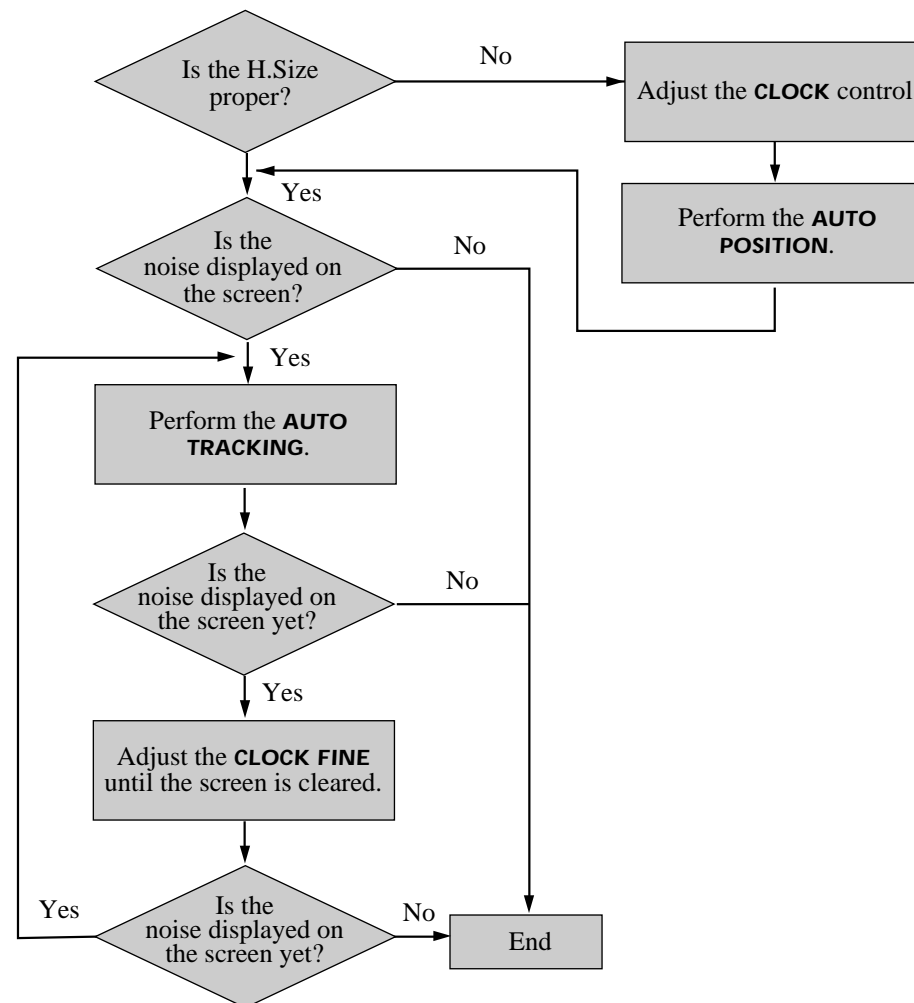 Is the H.Size
proper?
No
Adjust the CLOCK control
Yes
Perform the AUTO
POSITION.
Is the
noise displayed on
the screen?
No
Yes
Perform the AUTO
TRACKING.
Is the
noise displayed on
the screen yet?
No
Yes
Adjust the CLOCK FINE
until the screen is cleared.
Yes
Is the
noise displayed on
the screen yet?
No
End